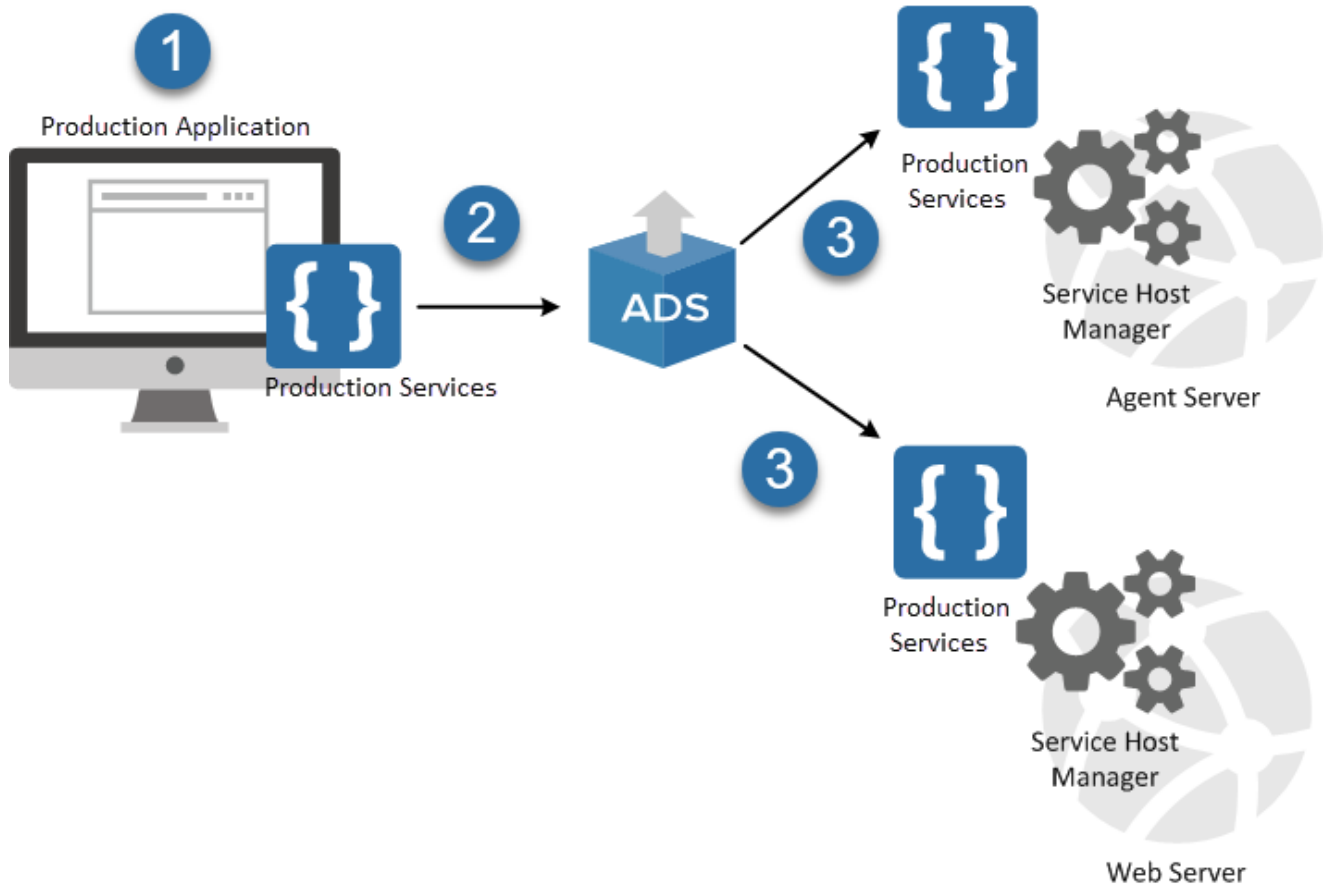 1
Production Application
{ }
Production Services
2
ADS
3
{ }
Production
Services
Service Host
Manager
Agent Server
3
{ }
Production
Services
Service Host
Manager
Web Server